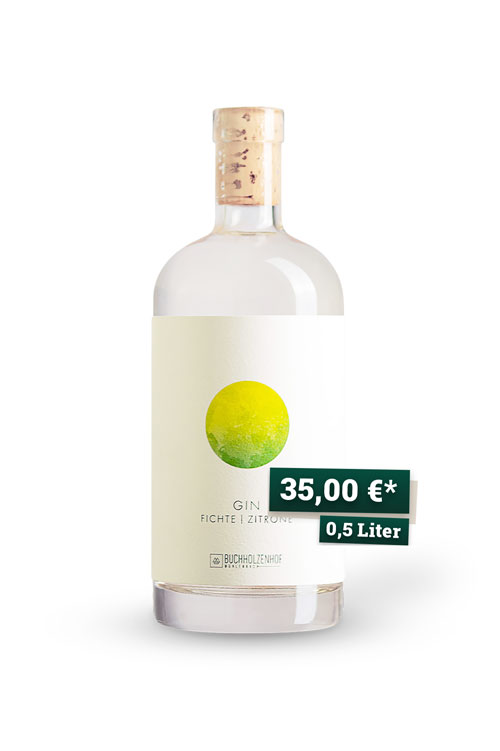 GIN
FICHTE | ZITRONE
BUCHHOLZENHOF
35,00 €*
0,5 Liter